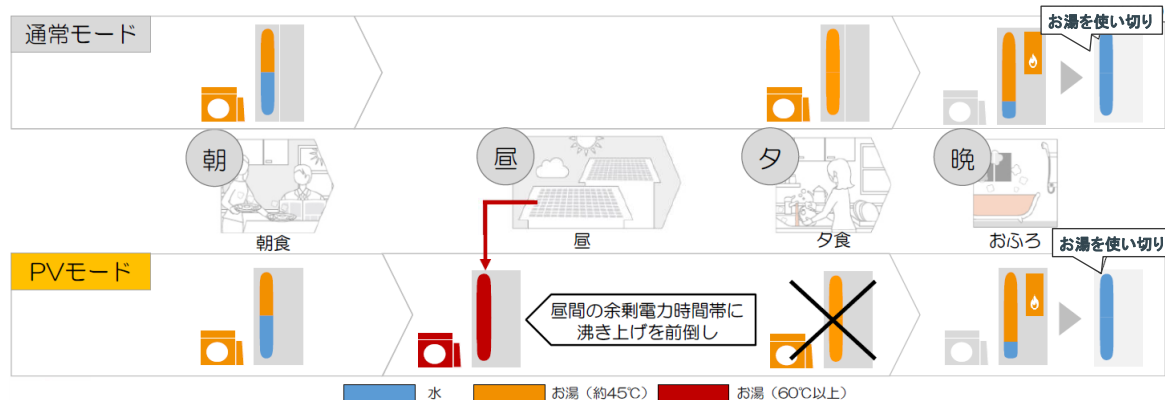 通常モード
お湯を使い切り
朝
昼
夕
晩
朝食
昼
夕食
おふろ
PVモード
お湯を使い切り
昼間の余剰電力時間帯に
沸き上げを前倒し
水
お湯（約45℃）
お湯（60℃以上）